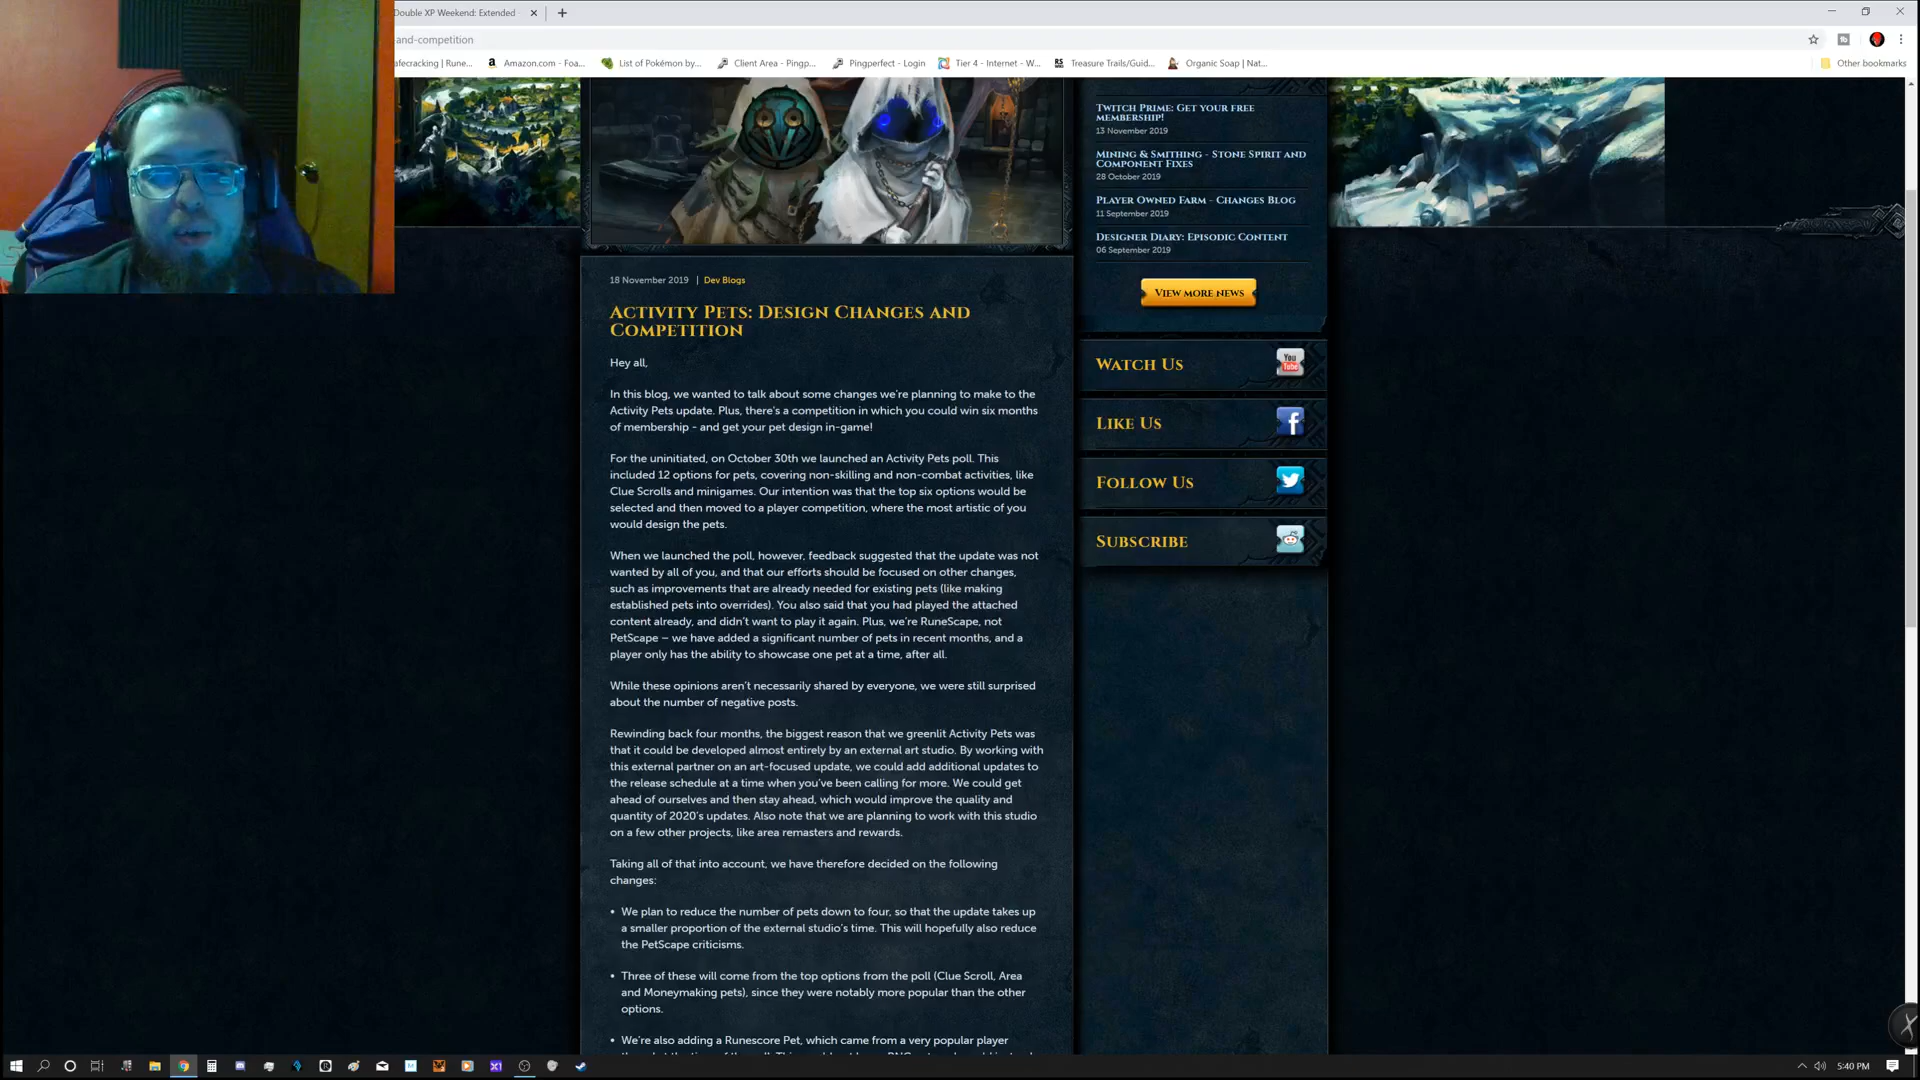 Double XP Weekend: Extended
and-competition
afecracking | Rune...
Amazon.com - Foa...
List of Pokémon by...
Client Area - Pingp...
Pingperfect - Login
Tier 4 - Internet - W...
Treasure Trails/Guid...
Organic Soap | Nat...
Other bookmarks
Twitch Prime: Get your free
membership!
13 November 2019
Mining & Smithing - Stone Spirit and
Component Fixes
28 October 2019
Player Owned Farm - Changes Blog
11 September 2019
Designer Diary: Episodic Content
06 September 2019
View more news
Watch Us
You
Tube
Like Us
Follow Us
Subscribe
18 November 2019 | Dev Blogs
Activity Pets: Design Changes and
Competition
Hey all,
In this blog, we wanted to talk about some changes we're planning to make to the
Activity Pets update. Plus, there's a competition in which you could win six months
of membership - and get your pet design in-game!
For the uninitiated, on October 30th we launched an Activity Pets poll. This
included 12 options for pets, covering non-skilling and non-combat activities, like
Clue Scrolls and minigames. Our intention was that the top six options would be
selected and then moved to a player competition, where the most artistic of you
would design the pets.
When we launched the poll, however, feedback suggested that the update was not
wanted by all of you, and that our efforts should be focused on other changes,
such as improvements that are already needed for existing pets (like making
established pets into overrides). You also said that you had played the attached
content already, and didn't want to play it again. Plus, we're RuneScape, not
PetScape – we have added a significant number of pets in recent months, and a
player only has the ability to showcase one pet at a time, after all.
While these opinions aren't necessarily shared by everyone, we were still surprised
about the number of negative posts.
Rewinding back four months, the biggest reason that we greenlit Activity Pets was
that it could be developed almost entirely by an external art studio. By working with
this external partner on an art-focused update, we could add additional updates to
the release schedule at a time when you've been calling for more. We could get
ahead of ourselves and then stay ahead, which would improve the quality and
quantity of 2020's updates. Also note that we are planning to work with this studio
on a few other projects, like area remasters and rewards.
Taking all of that into account, we have therefore decided on the following
changes:
• We plan to reduce the number of pets down to four, so that the update takes up
a smaller proportion of the external studio's time. This will hopefully also reduce
the PetScape criticisms.
• Three of these will come from the top options from the poll (Clue Scroll, Area
and Moneymaking pets), since they were notably more popular than the other
options.
• We're also adding a Runescore Pet, which came from a very popular player
5:40 PM